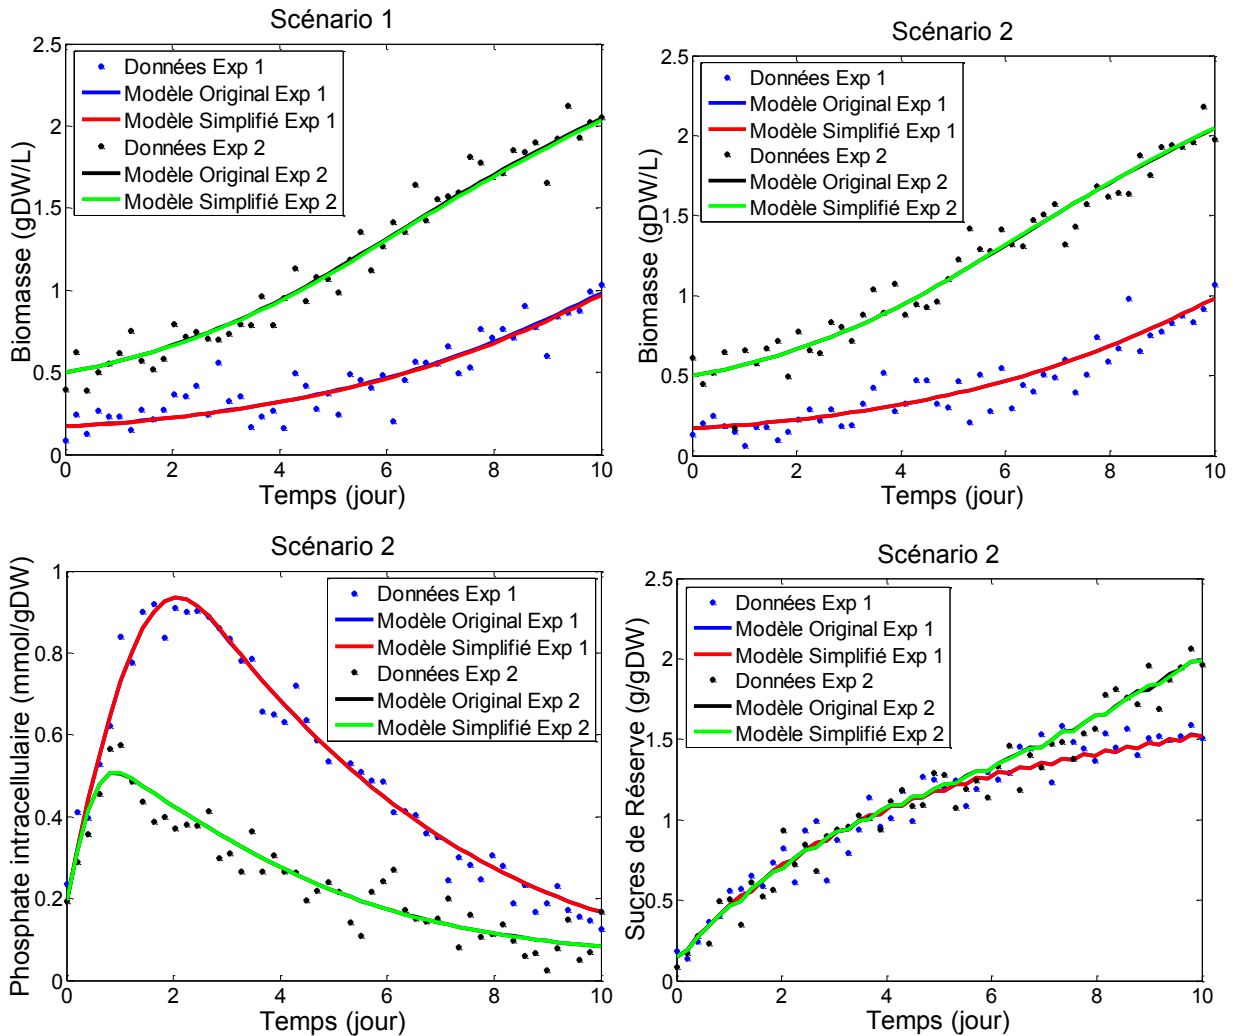 Scénario 1
Biomasse (gDW/L)
2.5
2
1.5
1
0.5
0
Données Exp 1
Modèle Original Exp 1
Modèle Simplifié Exp 1
Données Exp 2
Modèle Original Exp 2
Modèle Simplifié Exp 2
0 2 4 6 8 10
Temps (jour)
Scénario 2
Biomasse (gDW/L)
2.5
2
1.5
1
0.5
0
Données Exp 1
Modèle Original Exp 1
Modèle Simplifié Exp 1
Données Exp 2
Modèle Original Exp 2
Modèle Simplifié Exp 2
0 2 4 6 8 10
Temps (jour)
Scénario 2
Phosphate intracellulaire (mmol/gDW)
1
0.8
0.6
0.4
0.2
0
Données Exp 1
Modèle Original Exp 1
Modèle Simplifié Exp 1
Données Exp 2
Modèle Original Exp 2
Modèle Simplifié Exp 2
0 2 4 6 8 10
Temps (jour)
Scénario 2
Sucres de Réserve (g/gDW)
2.5
2
1.5
1
0.5
0
Données Exp 1
Modèle Original Exp 1
Modèle Simplifié Exp 1
Données Exp 2
Modèle Original Exp 2
Modèle Simplifié Exp 2
0 2 4 6 8 10
Temps (jour)